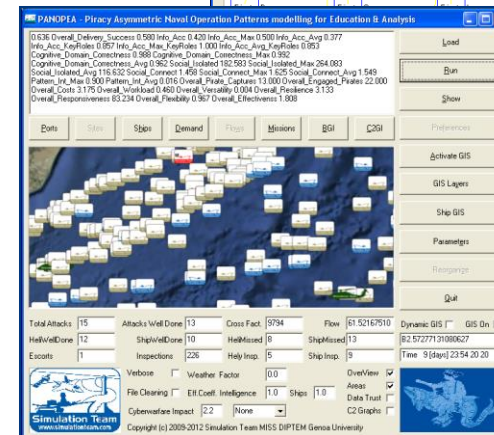 PANOPEA - Piracy Asymmetric Naval Operation Patterns modelling for Education & Analysis
0.636 Overall_Delivery_Success 0.580 Info_Acc 0.420 Info_Acc_Max 0.500 Info_Acc_Avg 0.377
Info_Acc_KeyRoles 0.857 Info_Acc_Max_KeyRoles 1.000 Info_Acc_Avg_KeyRoles 0.853
Cognitive_Domain_Correctness 0.988 Cognitive_Domain_Correctness_Max 0.992
Cognitive_Domain_Correctness_Avg 0.962 Social_Isolated 182.583 Social_Isolated_Max 264.083
Social_Isolated_Avg 116.632 Social_Connect 1.458 Social_Connect_Max 1.625 Social_Connect_Avg 1.549
Pattern_Int_Max 0.900 Pattern_Int_Avg 0.016 Overall_Pirate_Captures 13.000 Overall_Engaged_Pirates 22.000
Overall_Costs 3.175 Overall_Workload 0.460 Overall_Versatility 0.004 Overall_Resilience 3.133
Overall_Responsiveness 83.234 Overall_Flexibility 0.967 Overall_Effectivenss 1.808
Load
Run
Show
Ports Sites Ships Demand Flows Missions BGI C2GI Preferences
Activate GIS
GIS Layers
Ship GIS
Parameters
Reorganize
Quit
Total Attacks 15 Attacks Well Done 13 Cross Fact. 9794 Flow 61.52167510 Dynamic GIS GIS On
HeliWellDone 12 ShipWellDone 10 HeliMissed 8 ShipMissed 13 82.57277131080627
Escorts 1 Inspections 226 Hely Insp. 5 Ship Insp. 9 Time 9 [days] 23:54 20 20
Verbose Weather Factor 0.0 OverView
File Cleaning Eff.Coeff. Intelligence 1.0 Ships 1.0 Areas
Data Trust
Cyberwarfare Impact 2.2 None C2 Graphs
Simulation Team
www.simulationteam.com
Copyright (c) 2009-2012 Simulation Team MISS DIPTEM Genoa University